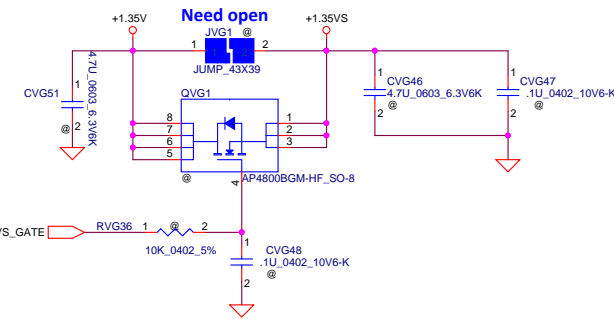 Need open
+1.35V
+1.35VS
JVG1 @
1 2
JUMP_43X39
4.7U_0603_6.3V6K
CVG51
1
2
@
QVG1
8
7
6
5
1
2
3
4
@
AP4800BGM-HF_SO-8
1
CVG46
4.7U_0603_6.3V6K
@
2
1
CVG47
.1U_0402_10V6-K
@
2
VS_GATE
RVG36 1 @ 2
10K_0402_5%
1
CVG48
.1U_0402_10V6-K
@
2